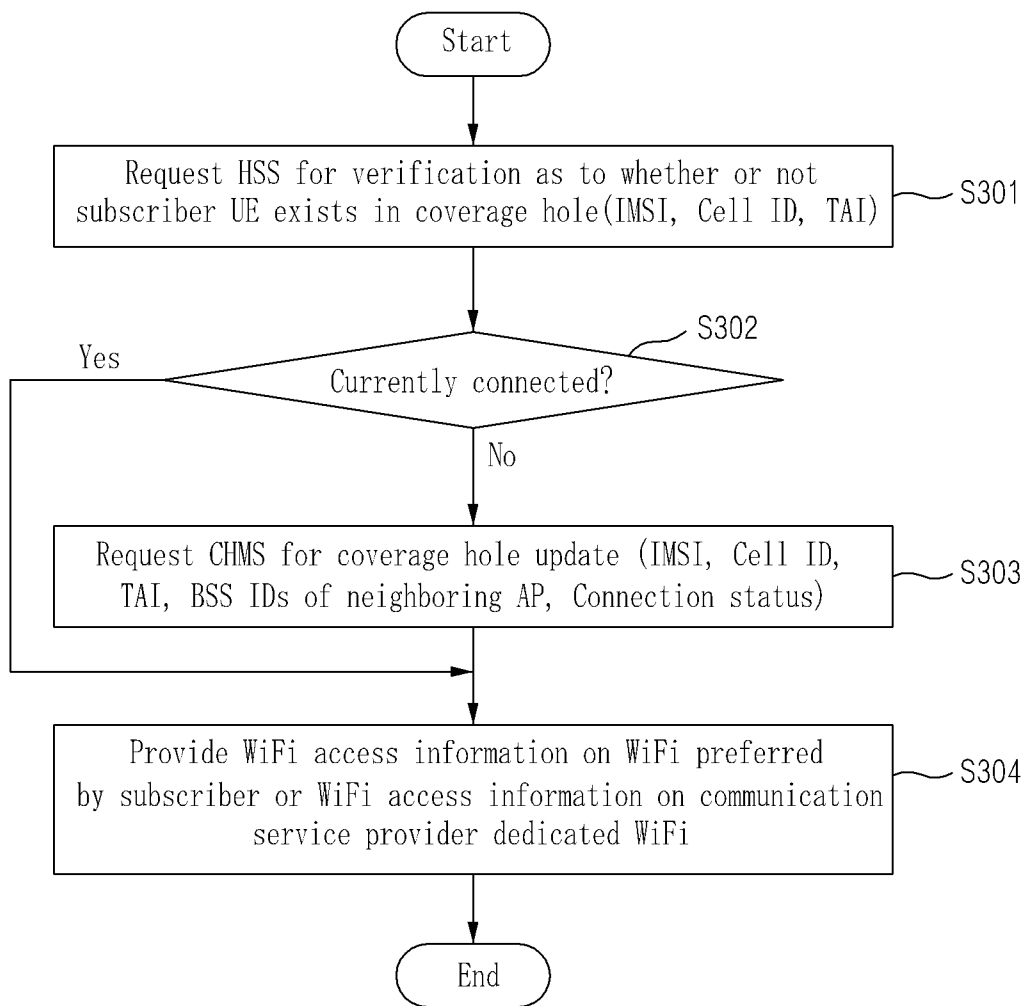 Start
Request HSS for verification as to whether or not
subscriber UE exists in coverage hole(IMSI, Cell ID, TAI)
S301
S302
Yes
Currently connected?
No
Request CHMS for coverage hole update (IMSI, Cell ID,
TAI, BSS IDs of neighboring AP, Connection status)
S303
Provide WiFi access information on WiFi preferred
by subscriber or WiFi access information on communication
service provider dedicated WiFi
S304
End